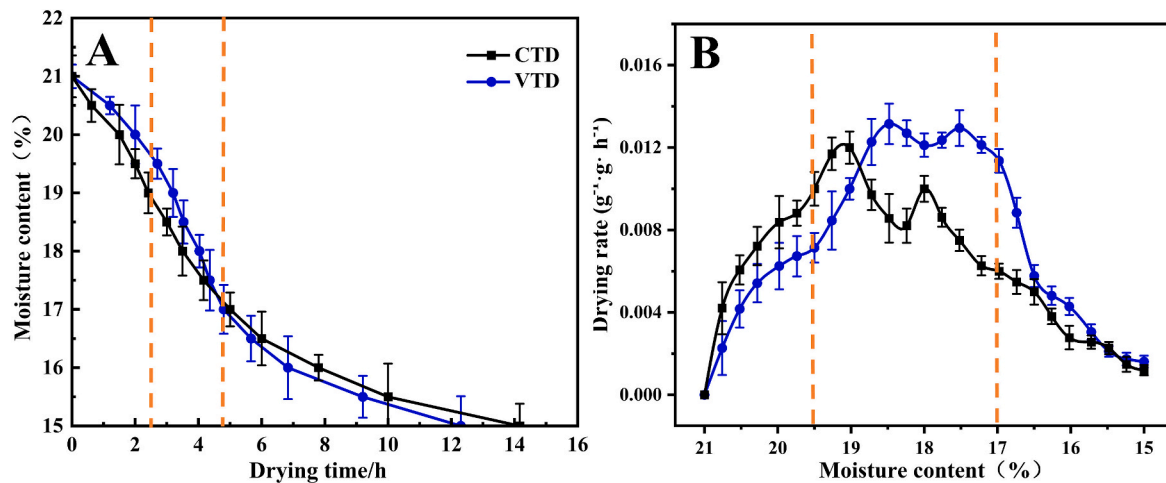 A
CTD
VTD
22
21
20
19
18
17
16
15
Moisture content（%）
0 2 4 6 8 10 12 14 16
Drying time/h
B
0.016
0.012
0.008
0.004
0.000
Drying rate (g⁻¹·g· h⁻¹)
21 20 19 18 17 16 15
Moisture content（%）